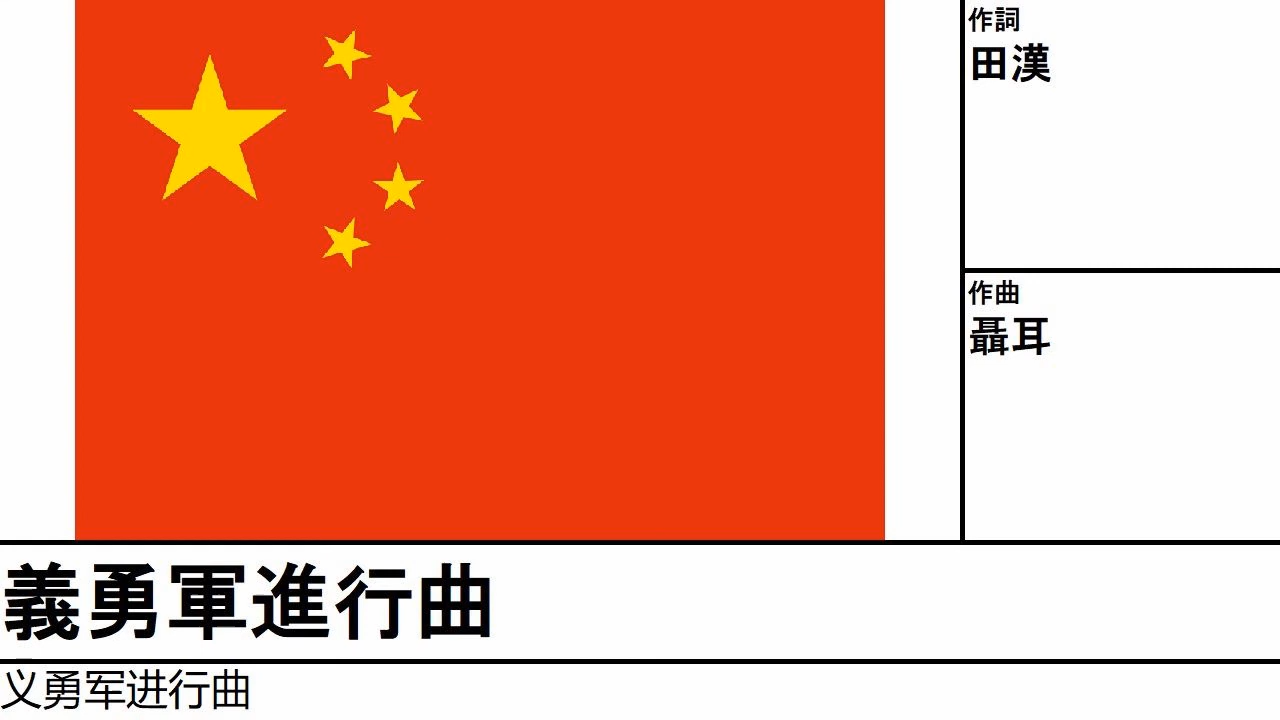 作詞
田漢
作曲
聶耳
義勇軍進行曲
义勇军进行曲